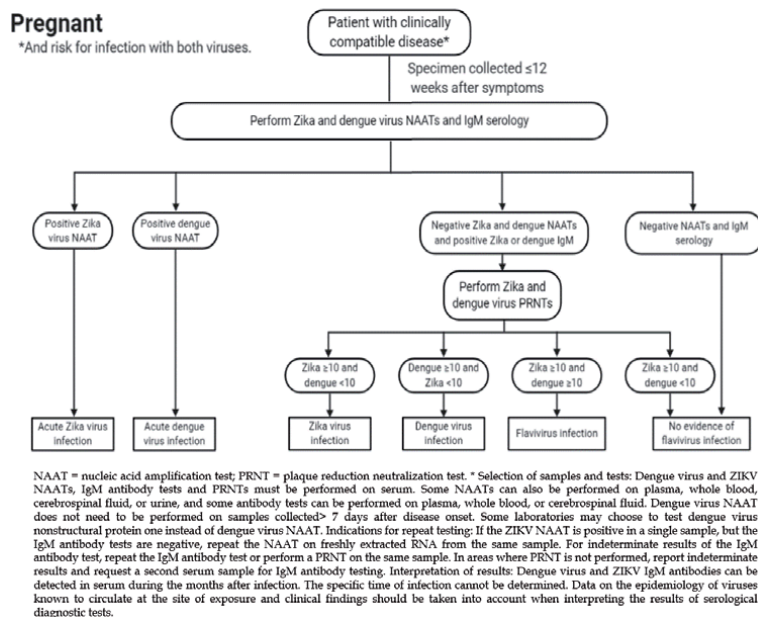 Pregnant
*And risk for infection with both viruses.
Patient with clinically
compatible disease*
Specimen collected ≤12
weeks after symptoms
Perform Zika and dengue virus NAATs and IgM serology
Positive Zika
virus NAAT
Positive dengue
virus NAAT
Negative Zika and dengue NAATs
and positive Zika or dengue IgM
Negative NAATs and IgM
serology
Perform Zika and
dengue virus PRNTs
Zika ≥10 and
dengue <10
Dengue ≥10 and
Zika <10
Zika ≥10 and
dengue ≥10
Zika ≥10 and
dengue <10
Acute Zika virus
infection
Acute dengue
virus infection
Zika virus
infection
Dengue virus
infection
Flavivirus infection
No evidence of
flavivirus infection
NAAT = nucleic acid amplification test; PRNT = plaque reduction neutralization test. * Selection of samples and tests: Dengue virus and ZIKV
NAATs, IgM antibody tests and PRNTs must be performed on serum. Some NAATs can also be performed on plasma, whole blood,
cerebrospinal fluid, or urine, and some antibody tests can be performed on plasma, whole blood, or cerebrospinal fluid. Dengue virus NAAT
does not need to be performed on samples collected> 7 days after disease onset. Some laboratories may choose to test dengue virus
nonstructural protein one instead of dengue virus NAAT. Indications for repeat testing: If the ZIKV NAAT is positive in a single sample, but the
IgM antibody tests are negative, repeat the NAAT on freshly extracted RNA from the same sample. For indeterminate results of the IgM
antibody test, repeat the IgM antibody test or perform a PRNT on the same sample. In areas where PRNT is not performed, report indeterminate
results and request a second serum sample for IgM antibody testing. Interpretation of results: Dengue virus and ZIKV IgM antibodies can be
detected in serum during the months after infection. The specific time of infection cannot be determined. Data on the epidemiology of viruses
known to circulate at the site of exposure and clinical findings should be taken into account when interpreting the results of serological
diagnostic tests.